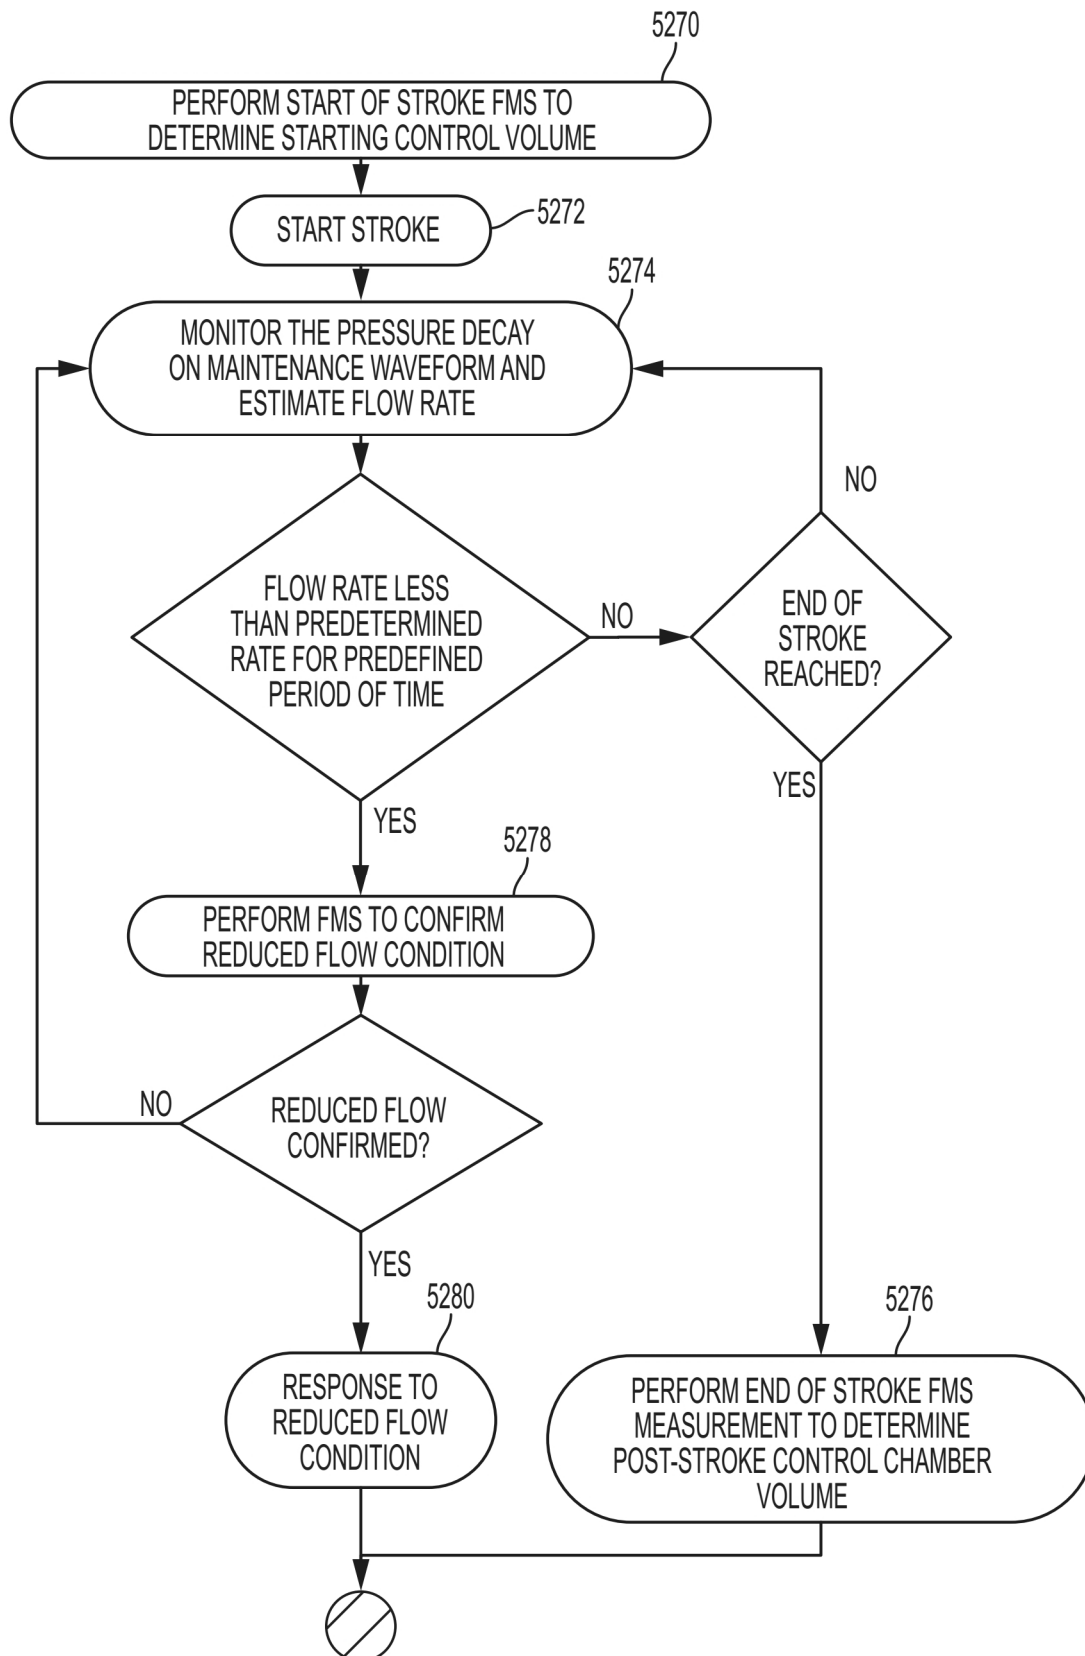 5270
PERFORM START OF STROKE FMS TO
DETERMINE STARTING CONTROL VOLUME
5272
START STROKE
5274
MONITOR THE PRESSURE DECAY
ON MAINTENANCE WAVEFORM AND
ESTIMATE FLOW RATE
NO
FLOW RATE LESS
THAN PREDETERMINED
RATE FOR PREDEFINED
PERIOD OF TIME
NO
END OF
STROKE
REACHED?
YES
YES
5278
PERFORM FMS TO CONFIRM
REDUCED FLOW CONDITION
NO
REDUCED FLOW
CONFIRMED?
YES
5280
RESPONSE TO
REDUCED FLOW
CONDITION
5276
PERFORM END OF STROKE FMS
MEASUREMENT TO DETERMINE
POST-STROKE CONTROL CHAMBER
VOLUME